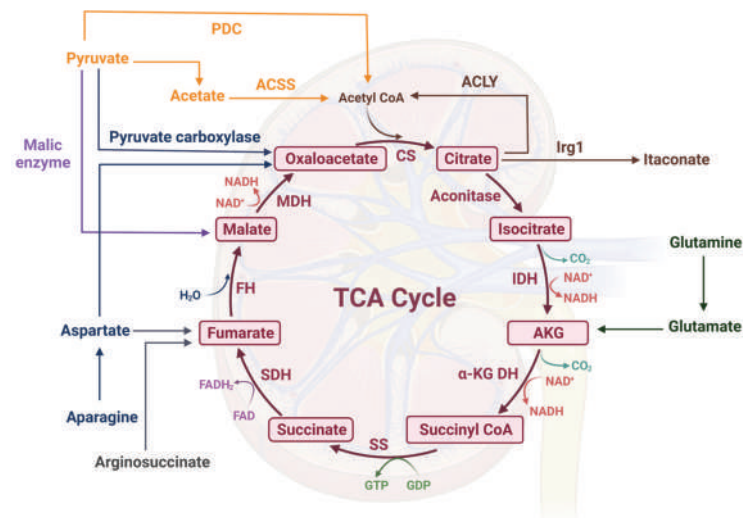 PDC
Pyruvate
Acetate
ACSS
Acetyl CoA
ACLY
Malic
enzyme
Pyruvate carboxylase
Oxaloacetate
CS
Citrate
Irg1
Itaconate
NADH
NAD⁺
MDH
Aconitase
Malate
Isocitrate
Glutamine
CO₂
H₂O
FH
TCA Cycle
IDH
NAD⁺
NADH
Aspartate
Fumarate
AKG
Glutamate
SDH
α-KG DH
CO₂
NAD⁺
NADH
FADH₂
FAD
Aparagine
Succinate
SS
Succinyl CoA
Arginosuccinate
GTP
GDP